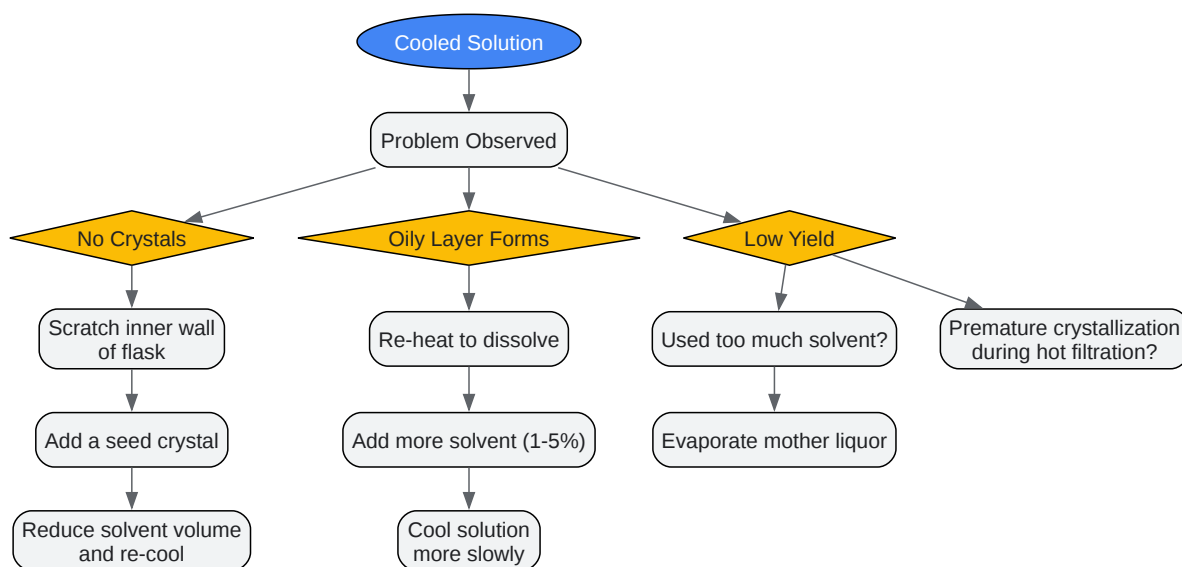 Cooled Solution
Problem Observed
No Crystals
Oily Layer Forms
Low Yield
Scratch inner wall
of flask
Re-heat to dissolve
Used too much solvent?
Premature crystallization
during hot filtration?
Add a seed crystal
Add more solvent (1-5%)
Evaporate mother liquor
Reduce solvent volume
and re-cool
Cool solution
more slowly